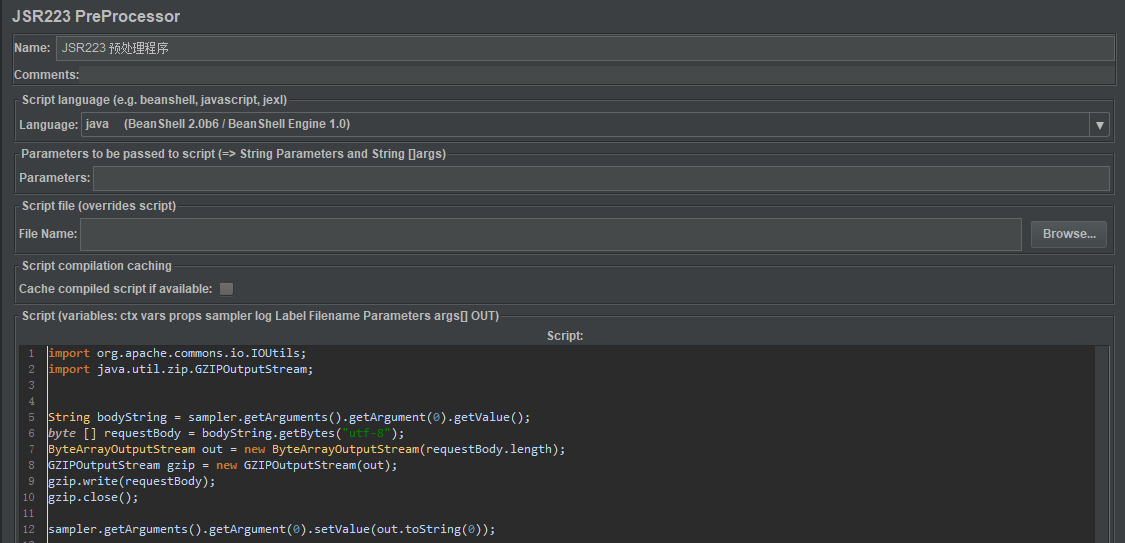 JSR223 PreProcessor
Name: JSR223 预处理程序
Comments:
Script language (e.g. beanshell, javascript, jexl)
Language: java (BeanShell 2.0b6 / BeanShell Engine 1.0)
Parameters to be passed to script (=> String Parameters and String []args)
Parameters:
Script file (overrides script)
File Name: Browse...
Script compilation caching
Cache compiled script if available:
Script (variables: ctx vars props sampler log Label Filename Parameters args[] OUT)
Script:
1 import org.apache.commons.io.IOUtils;
2 import java.util.zip.GZIPOutputStream;
3
4
5 String bodyString = sampler.getArguments().getArgument(0).getValue();
6 byte [] requestBody = bodyString.getBytes("utf-8");
7 ByteArrayOutputStream out = new ByteArrayOutputStream(requestBody.length);
8 GZIPOutputStream gzip = new GZIPOutputStream(out);
9 gzip.write(requestBody);
10 gzip.close();
11
12 sampler.getArguments().getArgument(0).setValue(out.toString(0));